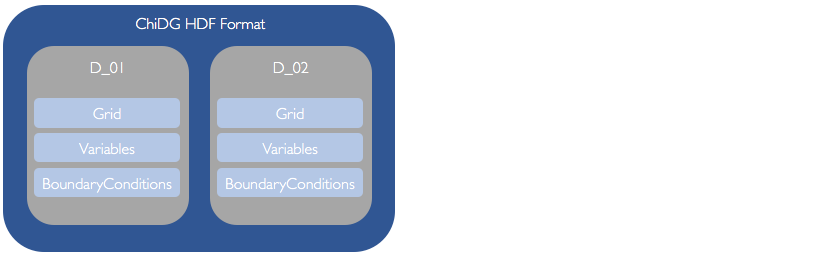 ChiDG HDF Format
D_01
Grid
Variables
BoundaryConditions
D_02
Grid
Variables
BoundaryConditions